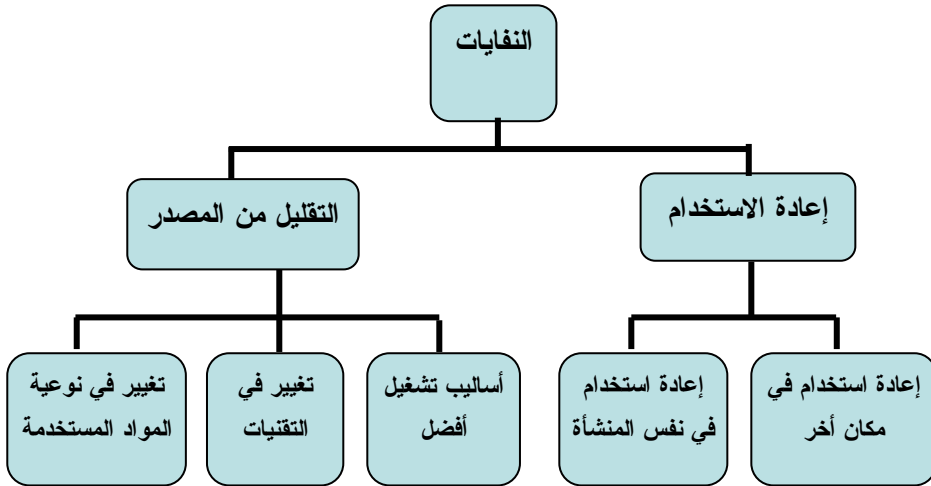 النفايات
إعادة الاستخدام
التقليل من المصدر
إعادة استخدام في
مكان أخر
إعادة استخدام
في نفس المنشأة
أساليب تشغيل
أفضل
تغيير في
التقنيات
تغيير في نوعية
المواد المستخدمة